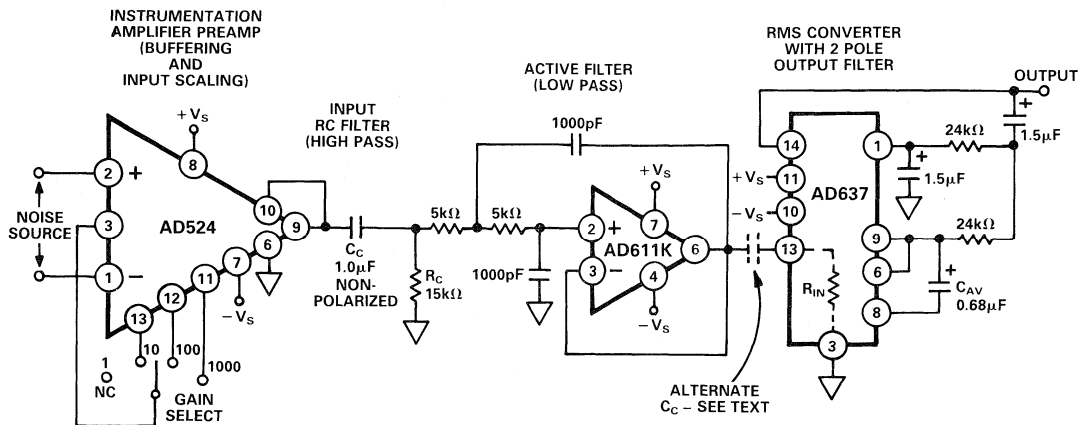 INSTRUMENTATION
AMPLIFIER PREAMP
(BUFFERING
AND
INPUT SCALING)
+VS
8
2
+
NOISE
SOURCE
3
AD524
1
−
10
9
6
7
11
12
13
−VS
1
NC
10
100
1000
GAIN
SELECT
INPUT
RC FILTER
(HIGH PASS)
CC
1.0µF
NON-
POLARIZED
RC
15kΩ
ACTIVE FILTER
(LOW PASS)
1000pF
5kΩ
5kΩ
1000pF
+VS
7
2
+
AD611K
6
3
−
4
−VS
ALTERNATE
CC – SEE TEXT
RMS CONVERTER
WITH 2 POLE
OUTPUT FILTER
OUTPUT
14
1
+VS
11
AD637
−VS
10
13
9
6
8
RIN
3
24kΩ
+
1.5µF
+
1.5µF
24kΩ
+
CAV
0.68µF